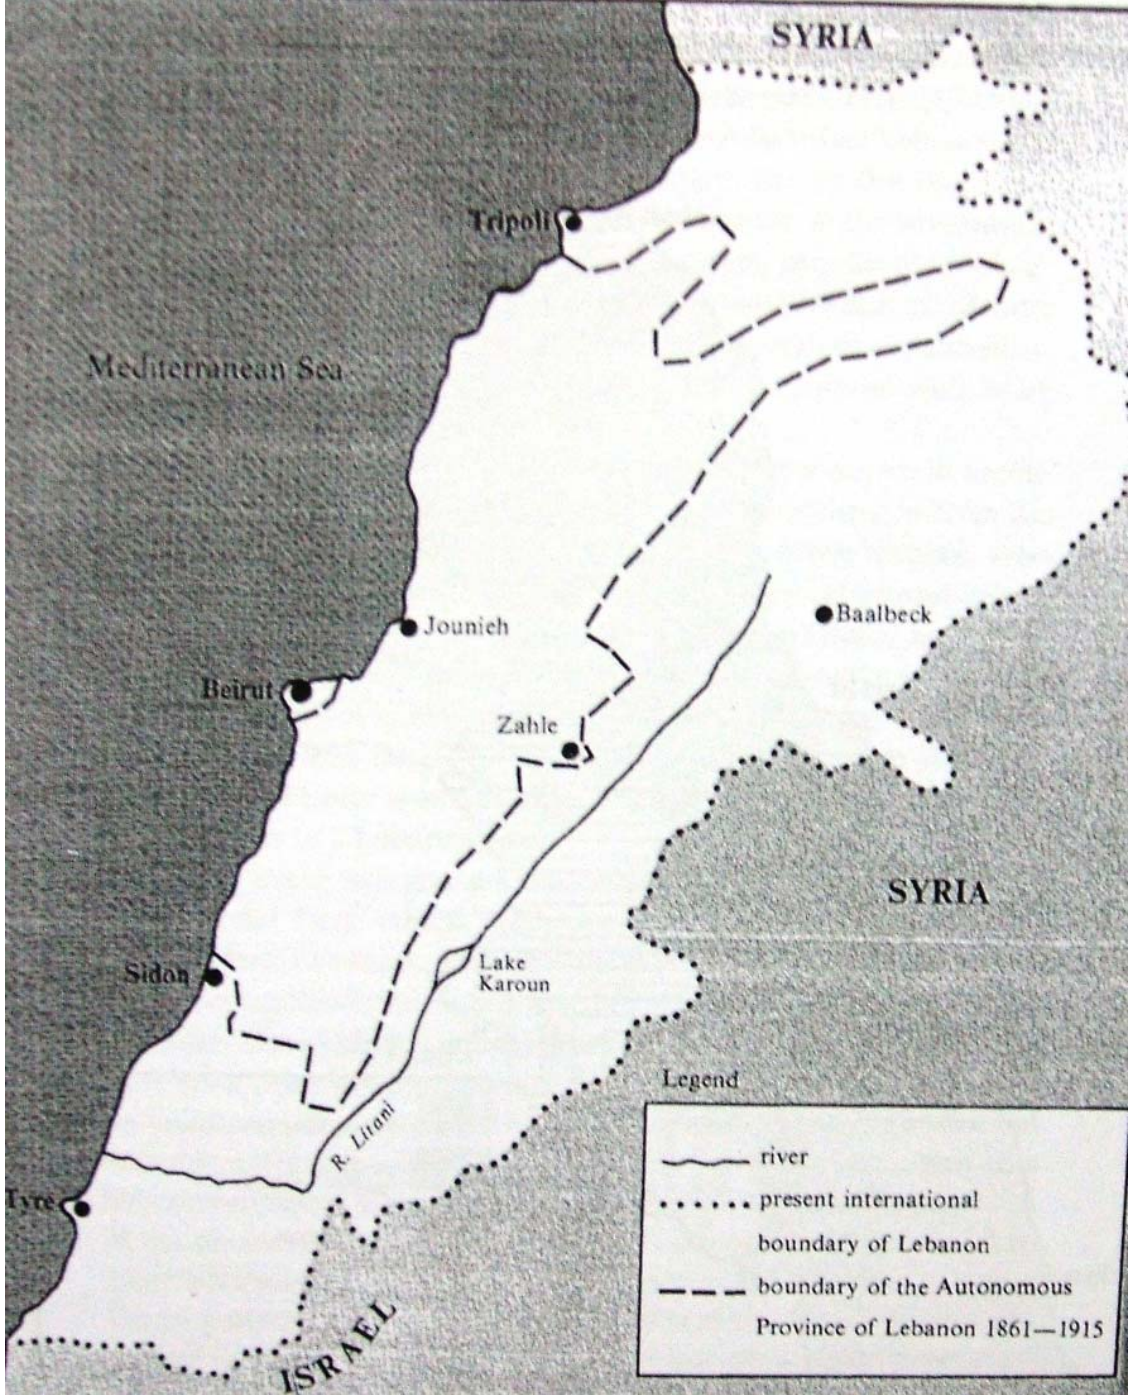 SYRIA
Tripoli
Mediterranean Sea
Jounieh
Baalbeck
Beirut
Zahle
SYRIA
Lake
Karoun
Sidon
Legend
R. Litani
river
Tyre
present international
boundary of Lebanon
boundary of the Autonomous
Province of Lebanon 1861—1915
ISRAEL